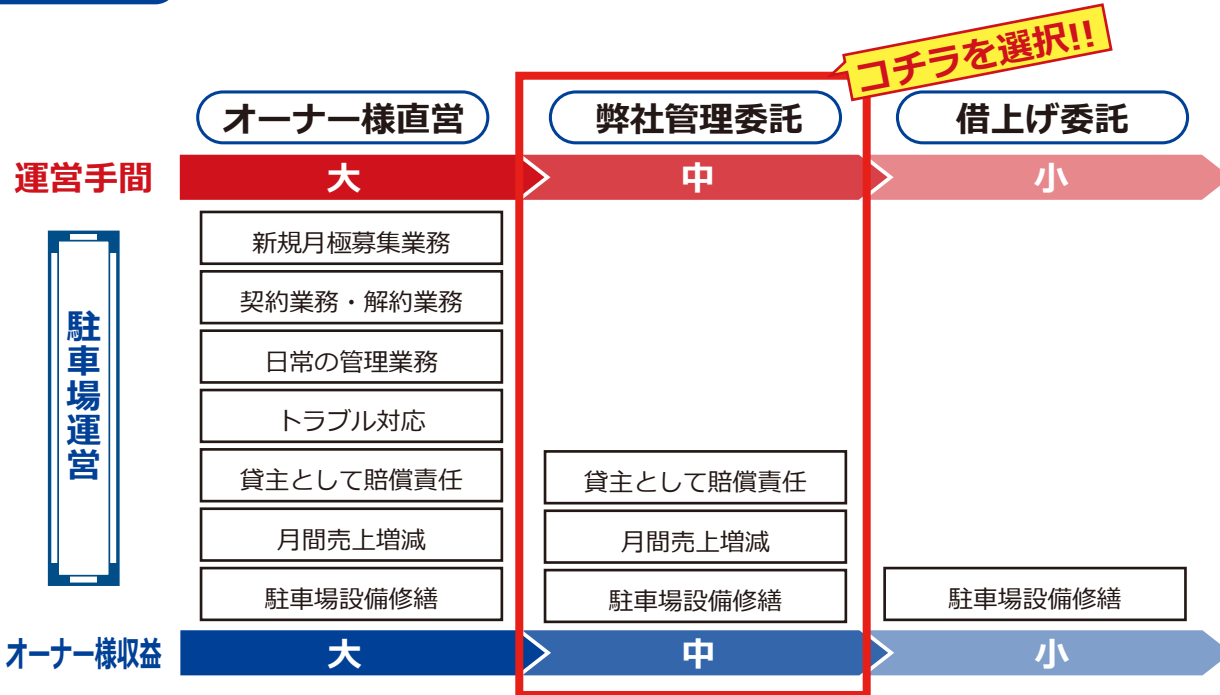 コチラを選択!!
オーナー様直営 弊社管理委託 借上げ委託
運営手間 大 中 小
駐車場運営
新規月極募集業務
契約業務・解約業務
日常の管理業務
トラブル対応
貸主として賠償責任 貸主として賠償責任
月間売上増減 月間売上増減
駐車場設備修繕 駐車場設備修繕 駐車場設備修繕
オーナー様収益 大 中 小